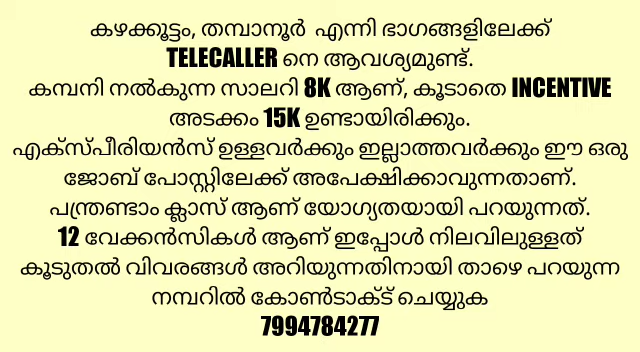 കഴക്കൂട്ടം, തമ്പാനൂർ എന്നി ഭാഗങ്ങളിലേക്ക്
TELECALLER നെ ആവശ്യമുണ്ട്.
കമ്പനി നൽകുന്ന സാലറി 8K ആണ്, കൂടാതെ INCENTIVE
അടക്കം 15K ഉണ്ടായിരിക്കും.
എക്സ്പീരിയൻസ് ഉള്ളവർക്കും ഇല്ലാത്തവർക്കും ഈ ഒരു
ജോബ് പോസ്റ്റിലേക്ക് അപേക്ഷിക്കാവുന്നതാണ്.
പന്ത്രണ്ടാം ക്ലാസ് ആണ് യോഗ്യതയായി പറയുന്നത്.
12 വേക്കൻസികൾ ആണ് ഇപ്പോൾ നിലവിലുള്ളത്
കൂടുതൽ വിവരങ്ങൾ അറിയുന്നതിനായി താഴെ പറയുന്ന
നമ്പറിൽ കോൺടാക്ട് ചെയ്യുക
7994784277